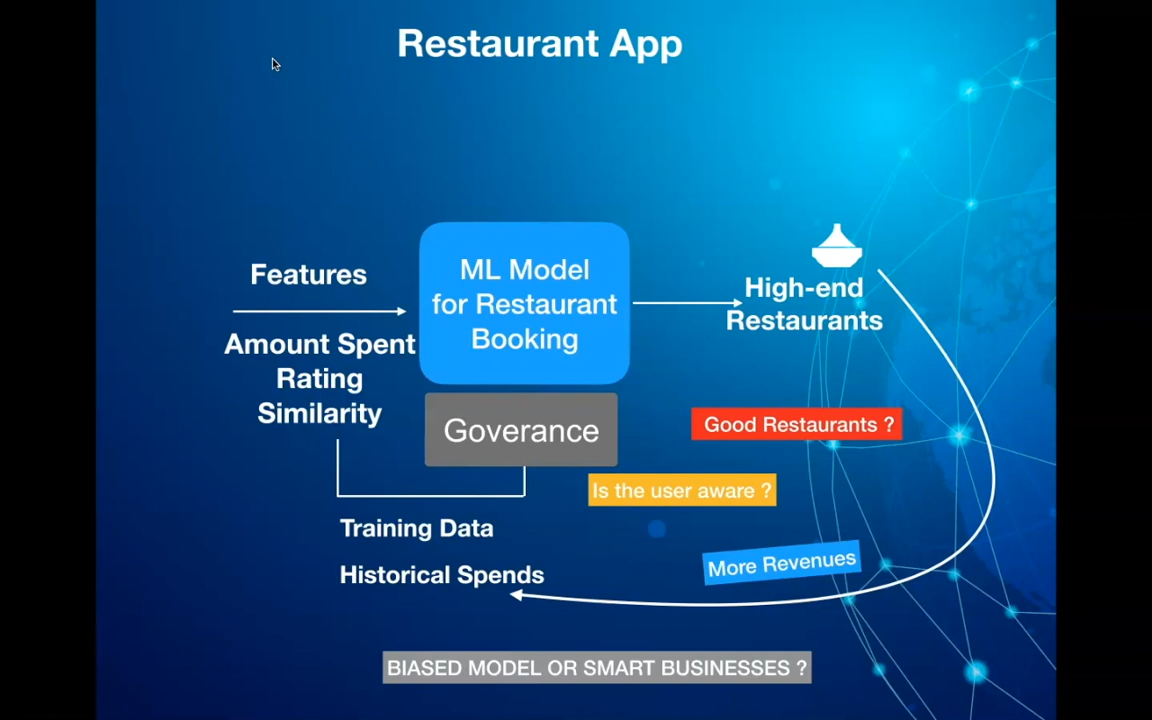 Restaurant App
Features
Amount Spent
Rating
Similarity
ML Model
for Restaurant
Booking
Goverance
High-end
Restaurants
Good Restaurants ?
Is the user aware ?
More Revenues
Training Data
Historical Spends
BIASED MODEL OR SMART BUSINESSES ?